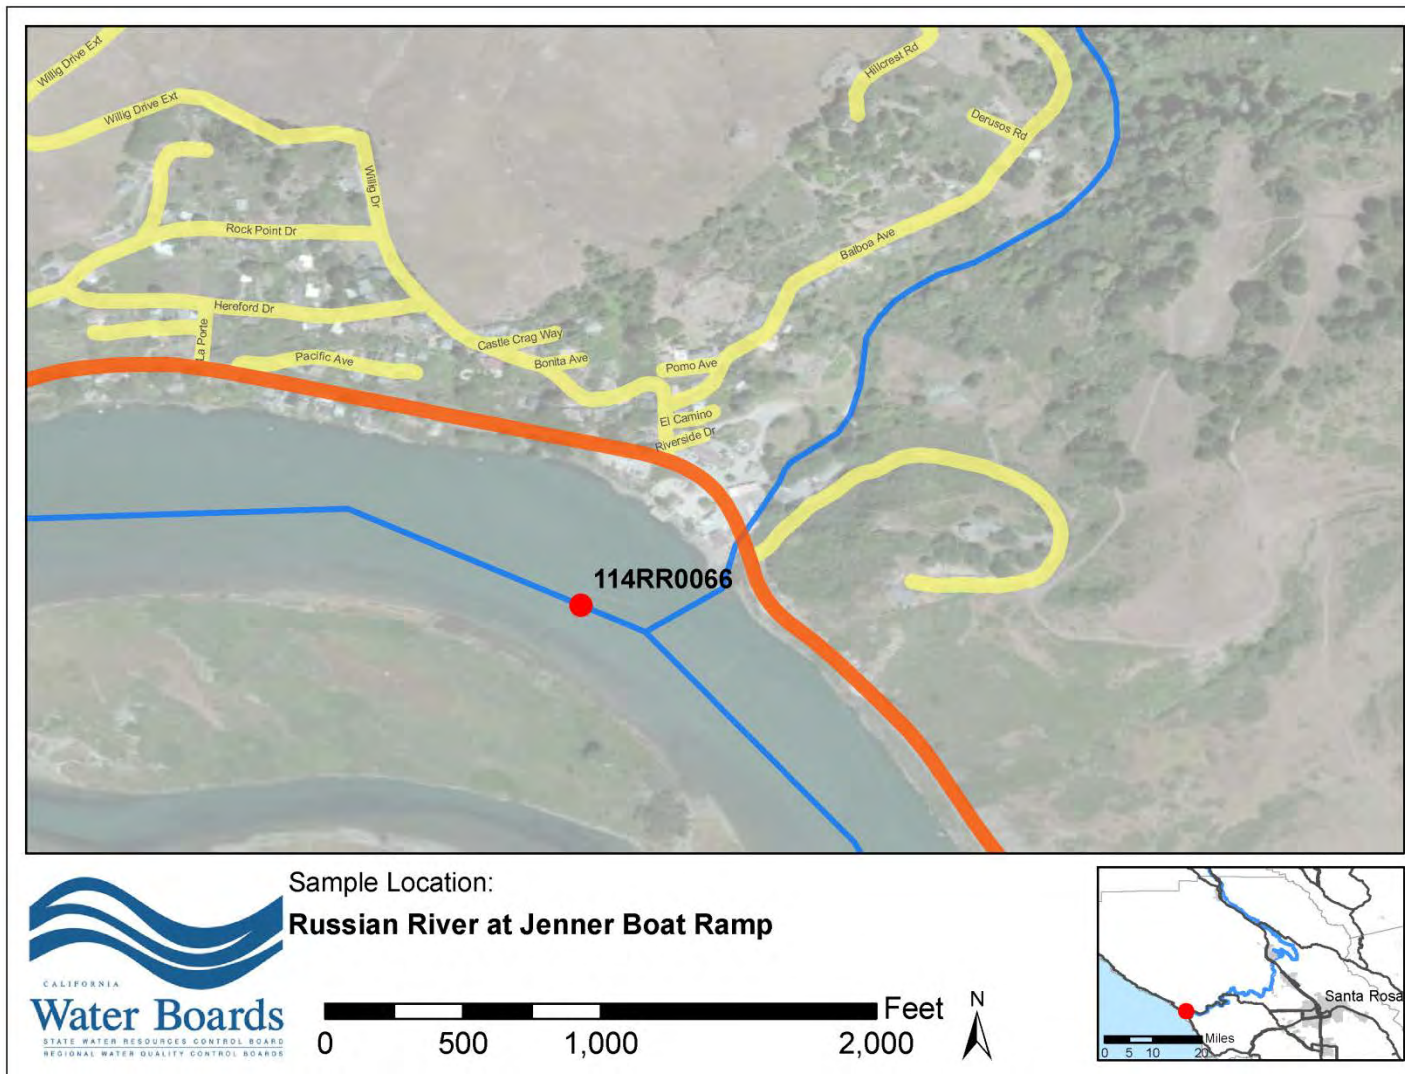 Willig Drive Ext
Willig Drive Ext
Hillcrest Rd
Derusos Rd
Willig Dr
Rock Point Dr
Balboa Ave
Hereford Dr
La Porte
Castle Crag Way
Pacific Ave
Bonita Ave
Pomo Ave
El Camino
Riverside Dr
114RR0066
Sample Location:
Russian River at Jenner Boat Ramp
CALIFORNIA
Water Boards
STATE WATER RESOURCES CONTROL BOARD
REGIONAL WATER QUALITY CONTROL BOARDS
Feet
0 500 1,000 2,000
N
Santa Rosa
Miles
0 5 10 20